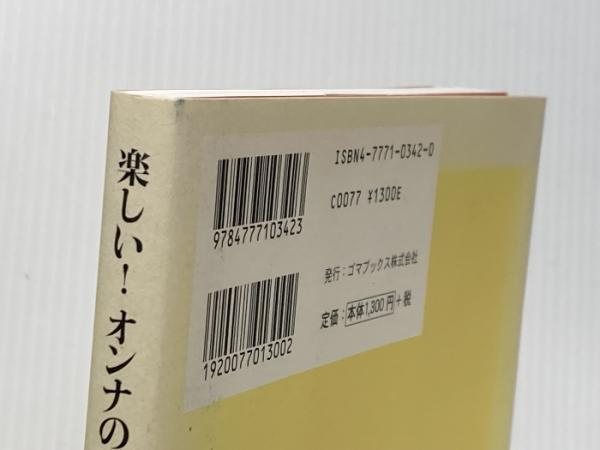 楽しい!オンナの
ISBN4-7771-0342-0
C0077 ¥1300E
9784777103423
発行:ゴマブックス株式会社
定価:本体1,300円+税
1920077013002